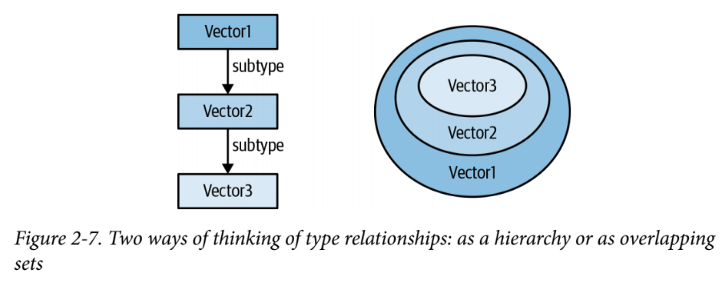 Vector1
subtype
Vector2
subtype
Vector3
Vector3
Vector2
Vector1
Figure 2-7. Two ways of thinking of type relationships: as a hierarchy or as overlapping
sets